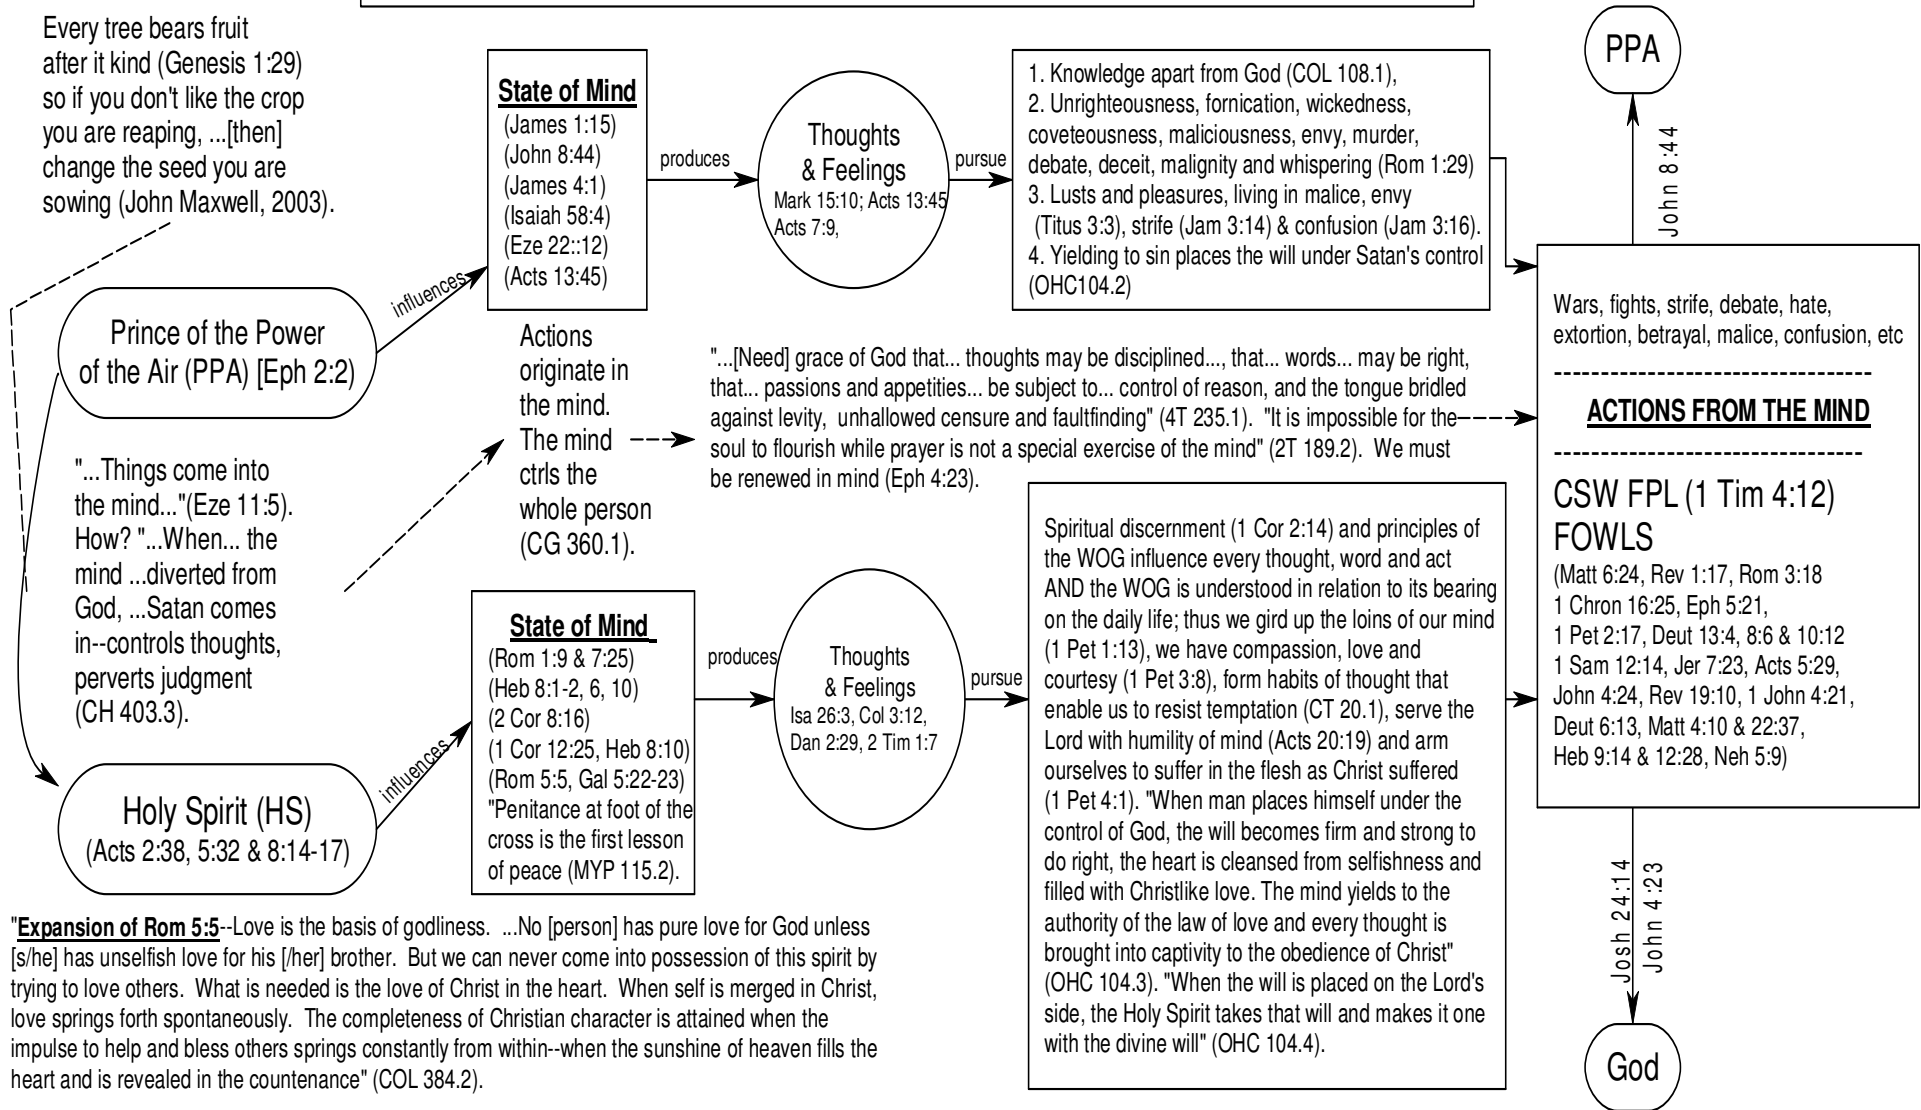 Every tree bears fruit
after it kind (Genesis 1:29)
so if you don't like the crop
you are reaping, ...[then]
change the seed you are
sowing (John Maxwell, 2003).
Prince of the Power
of the Air (PPA) [Eph 2:2)
influences
State of Mind
(James 1:15)
(John 8:44)
(James 4:1)
(Isaiah 58:4)
(Eze 22::12)
(Acts 13:45)
produces
Thoughts
& Feelings
Mark 15:10; Acts 13:45
Acts 7:9,
pursue
1. Knowledge apart from God (COL 108.1),
2. Unrighteousness, fornication, wickedness,
coveteousness, maliciousness, envy, murder,
debate, deceit, malignity and whispering (Rom 1:29)
3. Lusts and pleasures, living in malice, envy
(Titus 3:3), strife (Jam 3:14) & confusion (Jam 3:16).
4. Yielding to sin places the will under Satan's control
(OHC104.2)
PPA
John 8:44
Wars, fights, strife, debate, hate,
extortion, betrayal, malice, confusion, etc
----------------------------------
ACTIONS FROM THE MIND
---------------------------------
CSW FPL (1 Tim 4:12)
FOWLS
(Matt 6:24, Rev 1:17, Rom 3:18
1 Chron 16:25, Eph 5:21,
1 Pet 2:17, Deut 13:4, 8:6 & 10:12
1 Sam 12:14, Jer 7:23, Acts 5:29,
John 4:24, Rev 19:10, 1 John 4:21,
Deut 6:13, Matt 4:10 & 22:37,
Heb 9:14 & 12:28, Neh 5:9)
Actions
originate in
the mind.
The mind
ctrls the
whole person
(CG 360.1).
"...[Need] grace of God that... thoughts may be disciplined..., that... words... may be right,
that... passions and appetities... be subject to... control of reason, and the tongue bridled
against levity, unhallowed censure and faultfinding" (4T 235.1). "It is impossible for the
soul to flourish while prayer is not a special exercise of the mind" (2T 189.2). We must
be renewed in mind (Eph 4:23).
"...Things come into
the mind..."(Eze 11:5).
How? "...When... the
mind ...diverted from
God, ...Satan comes
in--controls thoughts,
perverts judgment
(CH 403.3).
Holy Spirit (HS)
(Acts 2:38, 5:32 & 8:14-17)
influences
State of Mind
(Rom 1:9 & 7:25)
(Heb 8:1-2, 6, 10)
(2 Cor 8:16)
(1 Cor 12:25, Heb 8:10)
(Rom 5:5, Gal 5:22-23)
"Penitance at foot of the
cross is the first lesson
of peace (MYP 115.2).
produces
Thoughts
& Feelings
Isa 26:3, Col 3:12,
Dan 2:29, 2 Tim 1:7
pursue
Spiritual discernment (1 Cor 2:14) and principles of
the WOG influence every thought, word and act
AND the WOG is understood in relation to its bearing
on the daily life; thus we gird up the loins of our mind
(1 Pet 1:13), we have compassion, love and
courtesy (1 Pet 3:8), form habits of thought that
enable us to resist temptation (CT 20.1), serve the
Lord with humility of mind (Acts 20:19) and arm
ourselves to suffer in the flesh as Christ suffered
(1 Pet 4:1). "When man places himself under the
control of God, the will becomes firm and strong to
do right, the heart is cleansed from selfishness and
filled with Christlike love. The mind yields to the
authority of the law of love and every thought is
brought into captivity to the obedience of Christ"
(OHC 104.3). "When the will is placed on the Lord's
side, the Holy Spirit takes that will and makes it one
with the divine will" (OHC 104.4).
Josh 24:14
John 4:23
God
"Expansion of Rom 5:5--Love is the basis of godliness. ...No [person] has pure love for God unless
[s/he] has unselfish love for his [/her] brother. But we can never come into possession of this spirit by
trying to love others. What is needed is the love of Christ in the heart. When self is merged in Christ,
love springs forth spontaneously. The completeness of Christian character is attained when the
impulse to help and bless others springs constantly from within--when the sunshine of heaven fills the
heart and is revealed in the countenance" (COL 384.2).